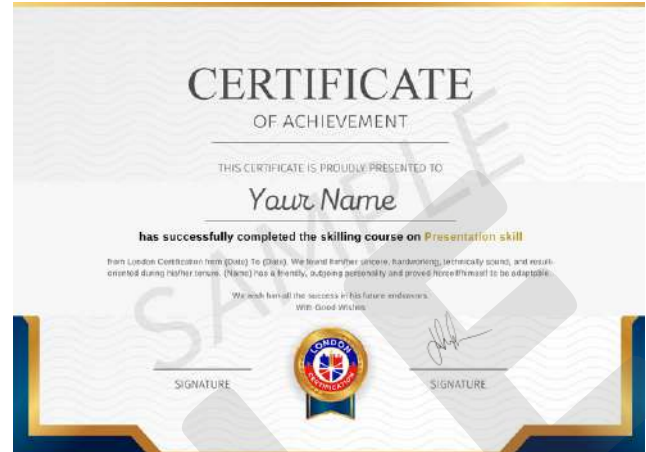 CERTIFICATE
OF ACHIEVEMENT
THIS CERTIFICATE IS PROUDLY PRESENTED TO
Your Name
has successfully completed the skilling course on Presentation skill
from London Certification from (Date) To (Date). We found him/her sincere, hardworking, technically sound, and result-
oriented during his/her tenure. (Name) has a friendly, outgoing personality and proved to be adaptable
We wish all the success in his future endeavors.
With Good Wishes
SAMPLE
LONDON
CERTIFICATION
SIGNATURE
SIGNATURE